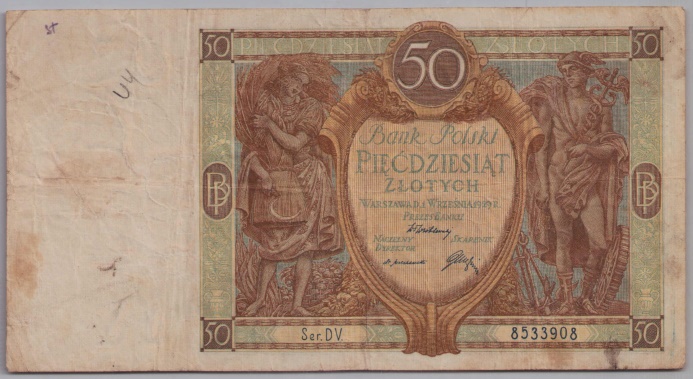 50 PIĘĆDZIESIĄT 50 ZŁOTYCH 50
Bank Polski
PIĘĆDZIESIĄT
ZŁOTYCH
WARSZAWA D. 1 WRZEŚNIA 1929 R.
PREZES BANKU
NACZELNY SKARBNIK
DYREKTOR
BP BP
50 Ser. DV. 8533908 50